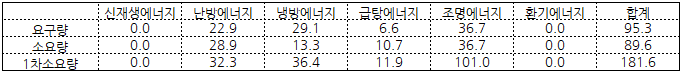 신재생에너지 난방에너지 냉방에너지 급탕에너지 조명에너지 환기에너지 합계
요구량 0.0 22.9 29.1 6.6 36.7 0.0 95.3
소요량 0.0 28.9 13.3 10.7 36.7 0.0 89.6
1차소요량 0.0 32.3 36.4 11.9 101.0 0.0 181.6